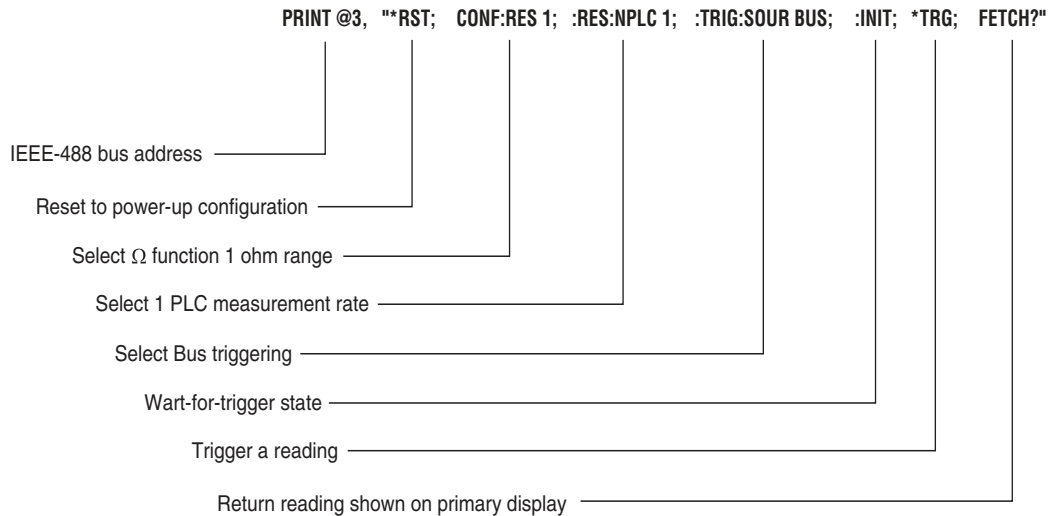 PRINT @3, "*RST; CONF:RES 1; :RES:NPLC 1; :TRIG:SOUR BUS; :INIT; *TRG; FETCH?"
IEEE-488 bus address
Reset to power-up configuration
Select Ω function 1 ohm range
Select 1 PLC measurement rate
Select Bus triggering
Wart-for-trigger state
Trigger a reading
Return reading shown on primary display